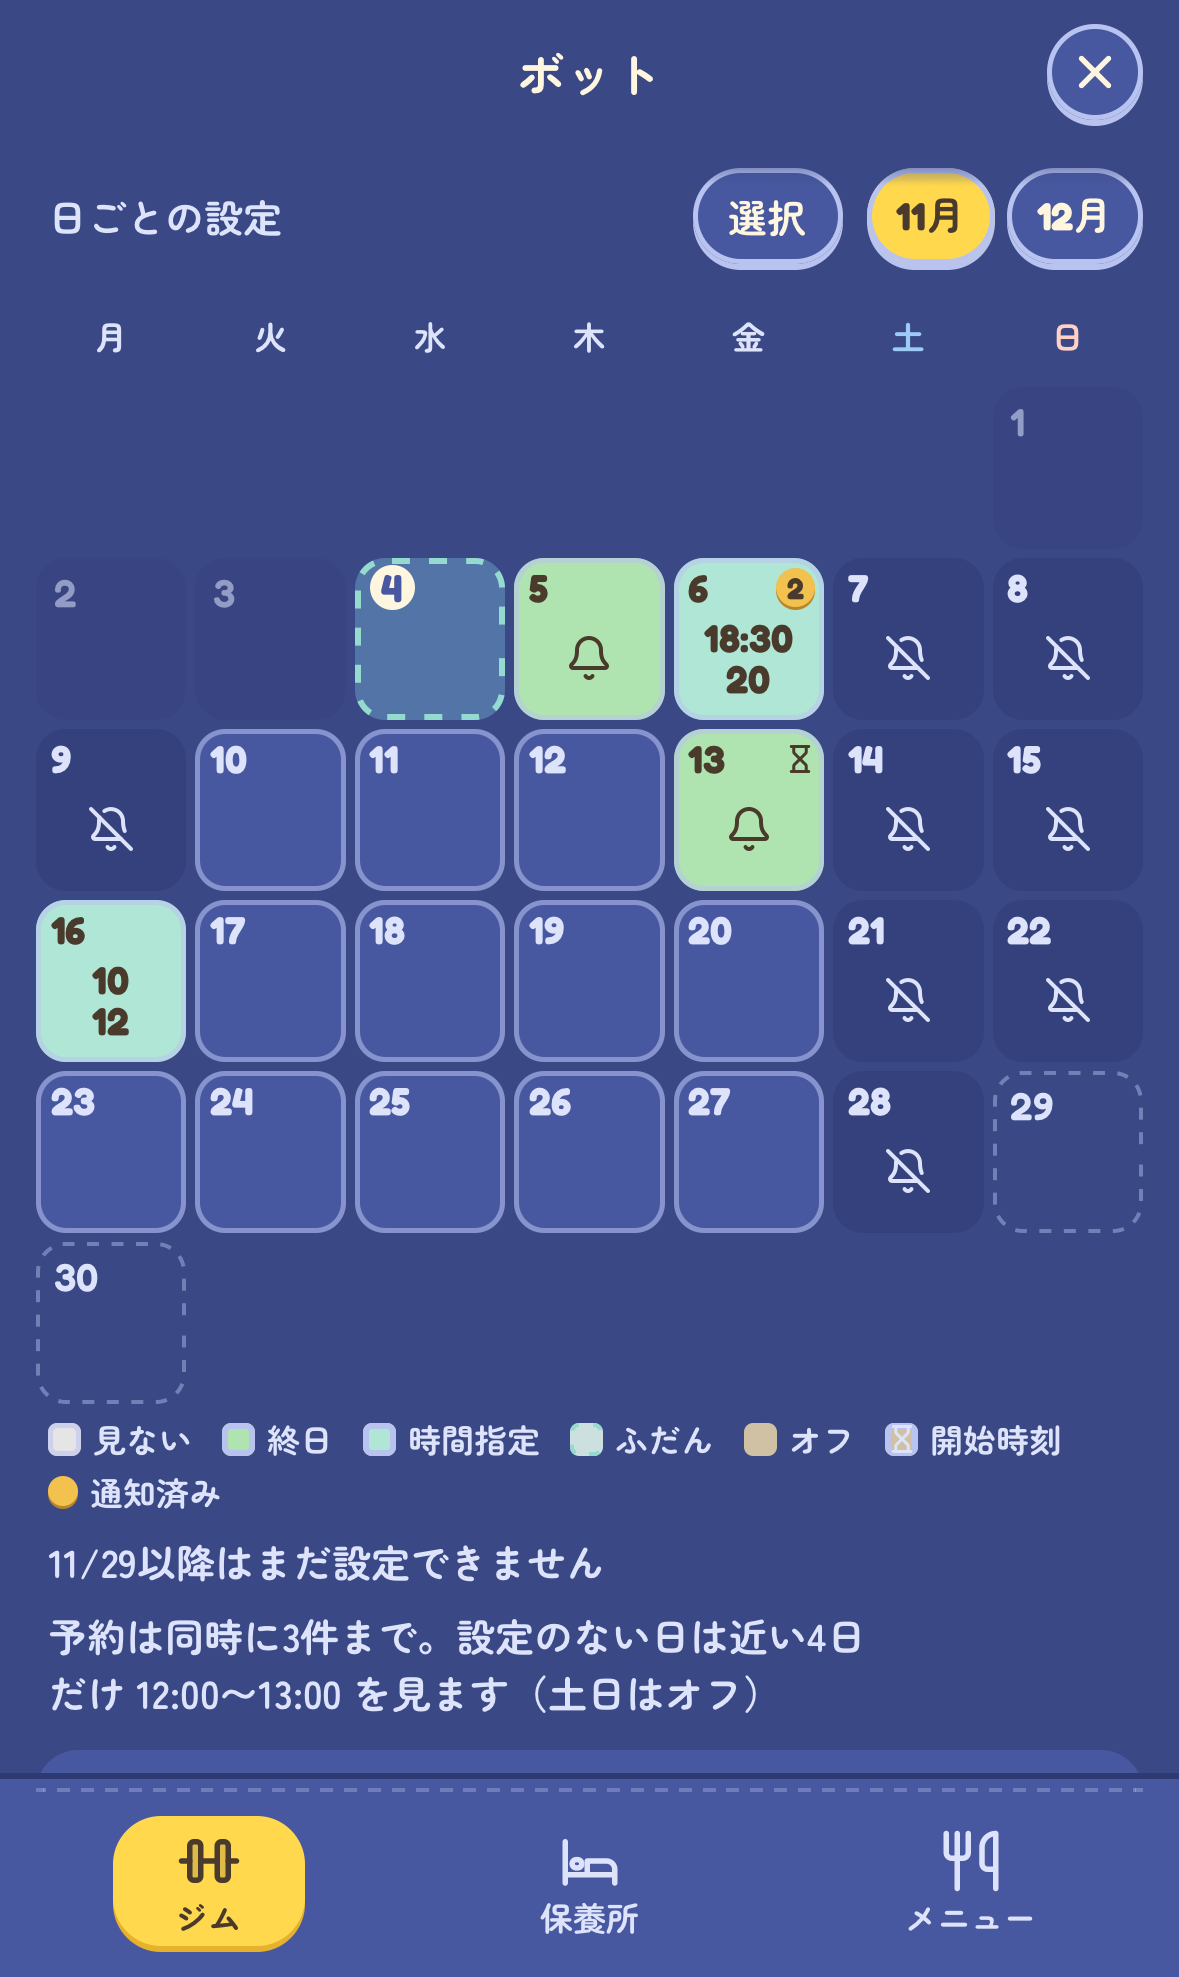 ボット
日ごとの設定 選択 11月 12月
月 火 水 木 金 土 日
1
2 3 4 5 6 2 7 8
18:30
20
9 10 11 12 13 14 15
16 17 18 19 20 21 22
10
12
23 24 25 26 27 28 29
30
見ない 終日 時間指定 ふだん オフ 開始時刻
通知済み
11/29以降はまだ設定できません
予約は同時に3件まで。設定のない日は近い4日
だけ 12:00〜13:00 を見ます（土日はオフ）
ジム 保養所 メニュー